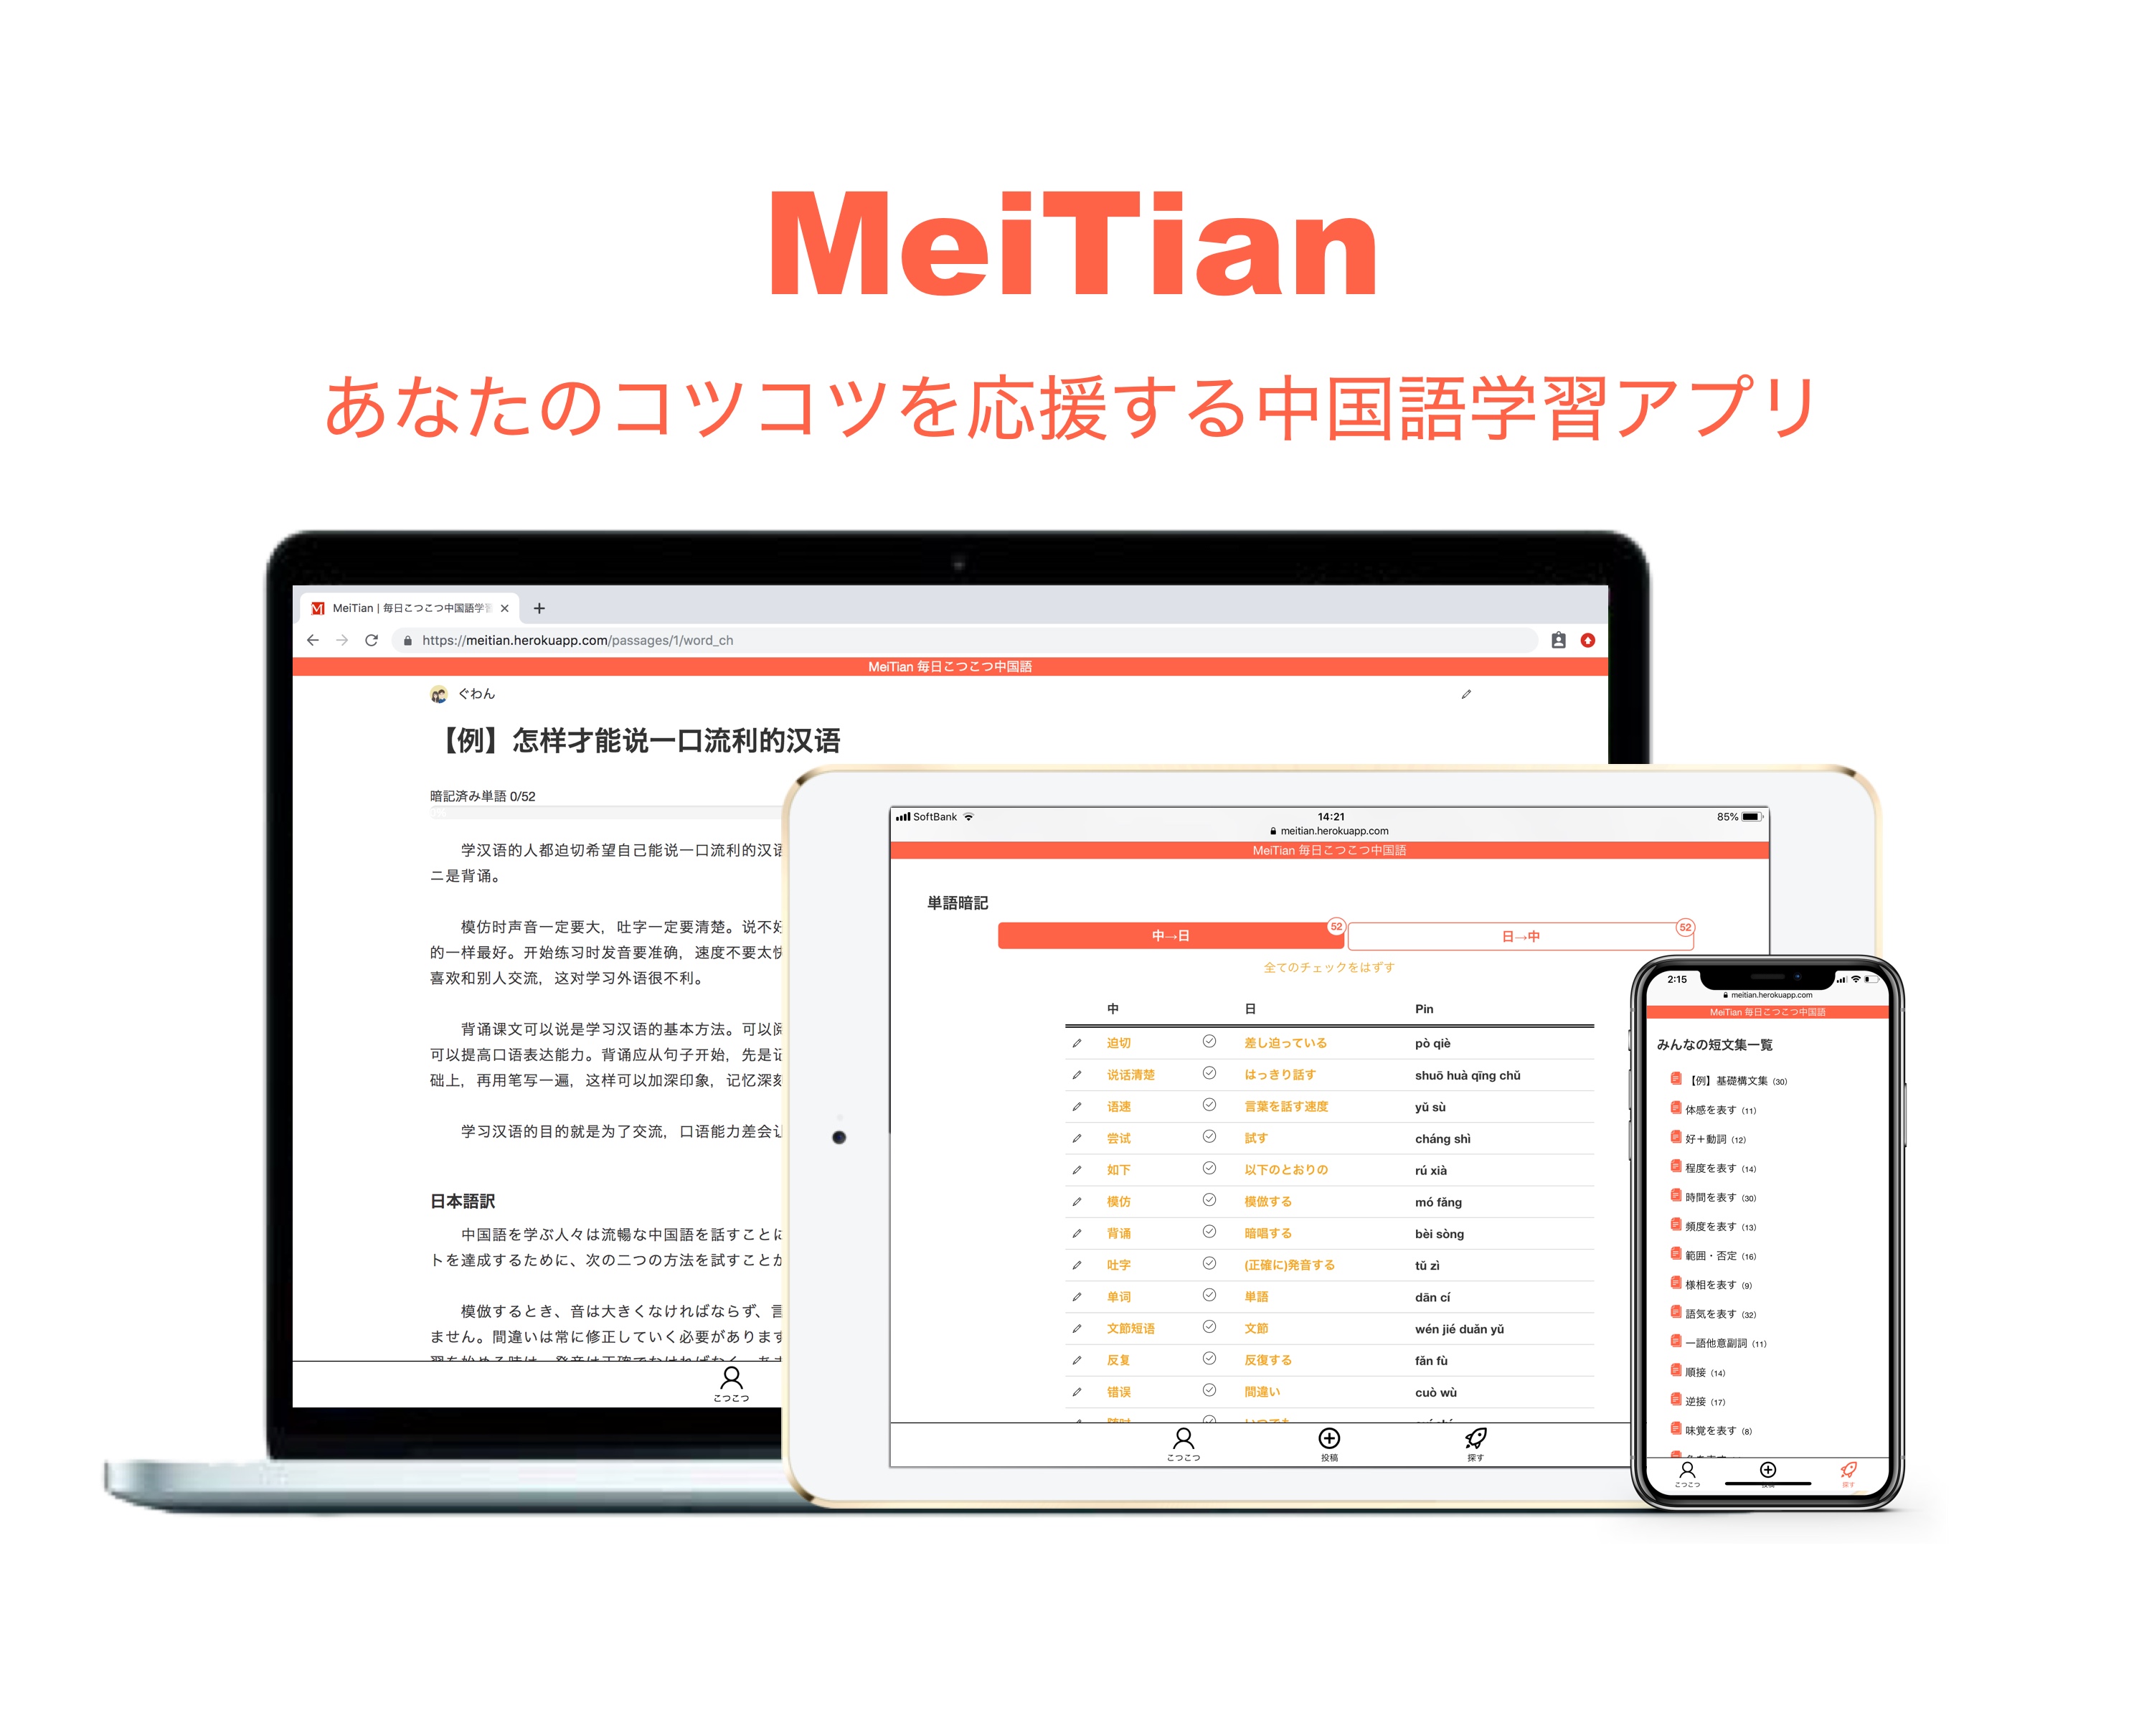 MeiTian
あなたのコツコツを応援する中国語学習アプリ
MeiTian | 毎日こつこつ中国語学習
https://meitian.herokuapp.com/passages/1/word_ch
MeiTian 毎日こつこつ中国語
ぐわん
【例】怎样才能说一口流利的汉语
暗記済み単語 0/52
学汉语的人都迫切希望自己能说一口流利的汉语
二是背诵。
模仿时声音一定要大，吐字一定要清楚。说不好
的一样最好。开始练习时发音要准确，速度不要太快
喜欢和别人交流，这对学习外语很不利。
背诵课文可以说是学习汉语的基本方法。可以阅
可以提高口语表达能力。背诵应从句子开始，先是记
础上，再用笔写一遍，这样可以加深印象，记忆深刻
学习汉语的目的就是为了交流，口语能力差会让
日本語訳
中国語を学ぶ人々は流暢な中国語を話すことに
トを達成するために、次の二つの方法を試すことが
模倣するとき、音は大きくなければならず、言
ません。間違いは常に修正していく必要があります
習を始める時は、発音は正確でなければなく、あま
こつこつ
SoftBank 14:21 85%
meitian.herokuapp.com
MeiTian 毎日こつこつ中国語
単語暗記
中→日 52 日→中 52
全てのチェックをはずす
中 日 Pin
迫切 差し迫っている pò qiè
说话清楚 はっきり話す shuō huà qīng chǔ
语速 言葉を話す速度 yǔ sù
尝试 試す cháng shì
如下 以下のとおりの rú xià
模仿 模倣する mó fǎng
背诵 暗唱する bèi sòng
吐字 (正確に)発音する tǔ zì
单词 単語 dān cí
文節短语 文節 wén jié duǎn yǔ
反复 反復する fǎn fù
错误 間違い cuò wù
こつこつ 投稿 探す
2:15
meitian.herokuapp.com
MeiTian 毎日こつこつ中国語
みんなの短文集一覧
【例】基礎構文集 (30)
体感を表す (11)
好＋動詞 (12)
程度を表す (14)
時間を表す (30)
頻度を表す (13)
範囲・否定 (16)
様相を表す (9)
語気を表す (32)
一語他意副詞 (11)
順接 (14)
逆接 (17)
味覚を表す (8)
こつこつ 投稿 探す